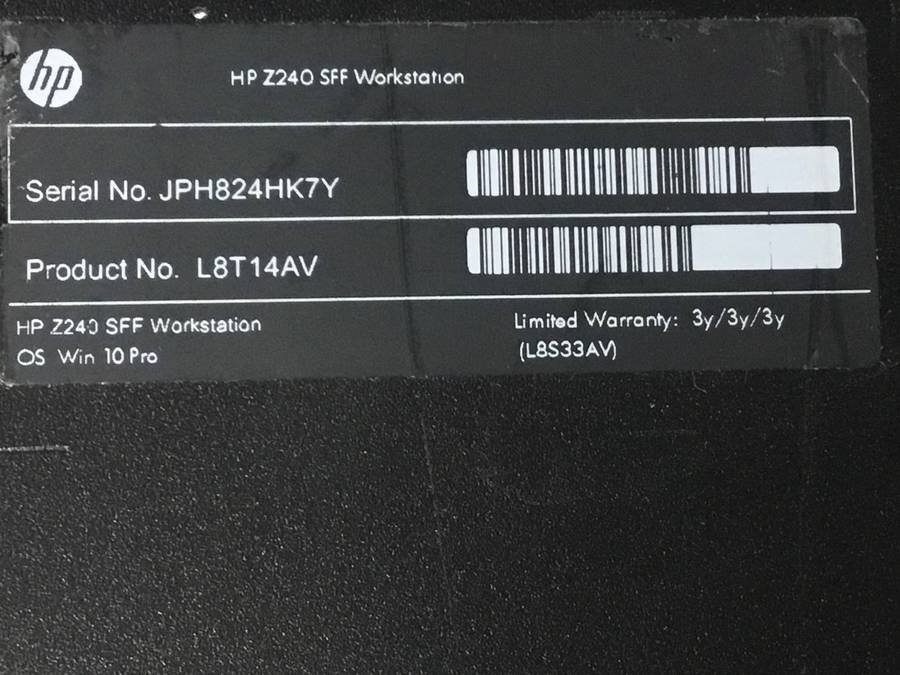 hp
HP Z240 SFF Workstation
Serial No. JPH824HK7Y
Product No. L8T14AV
HP Z240 SFF Workstation
OS Win 10 Pro
Limited Warranty: 3y/3y/3y
(L8S33AV)